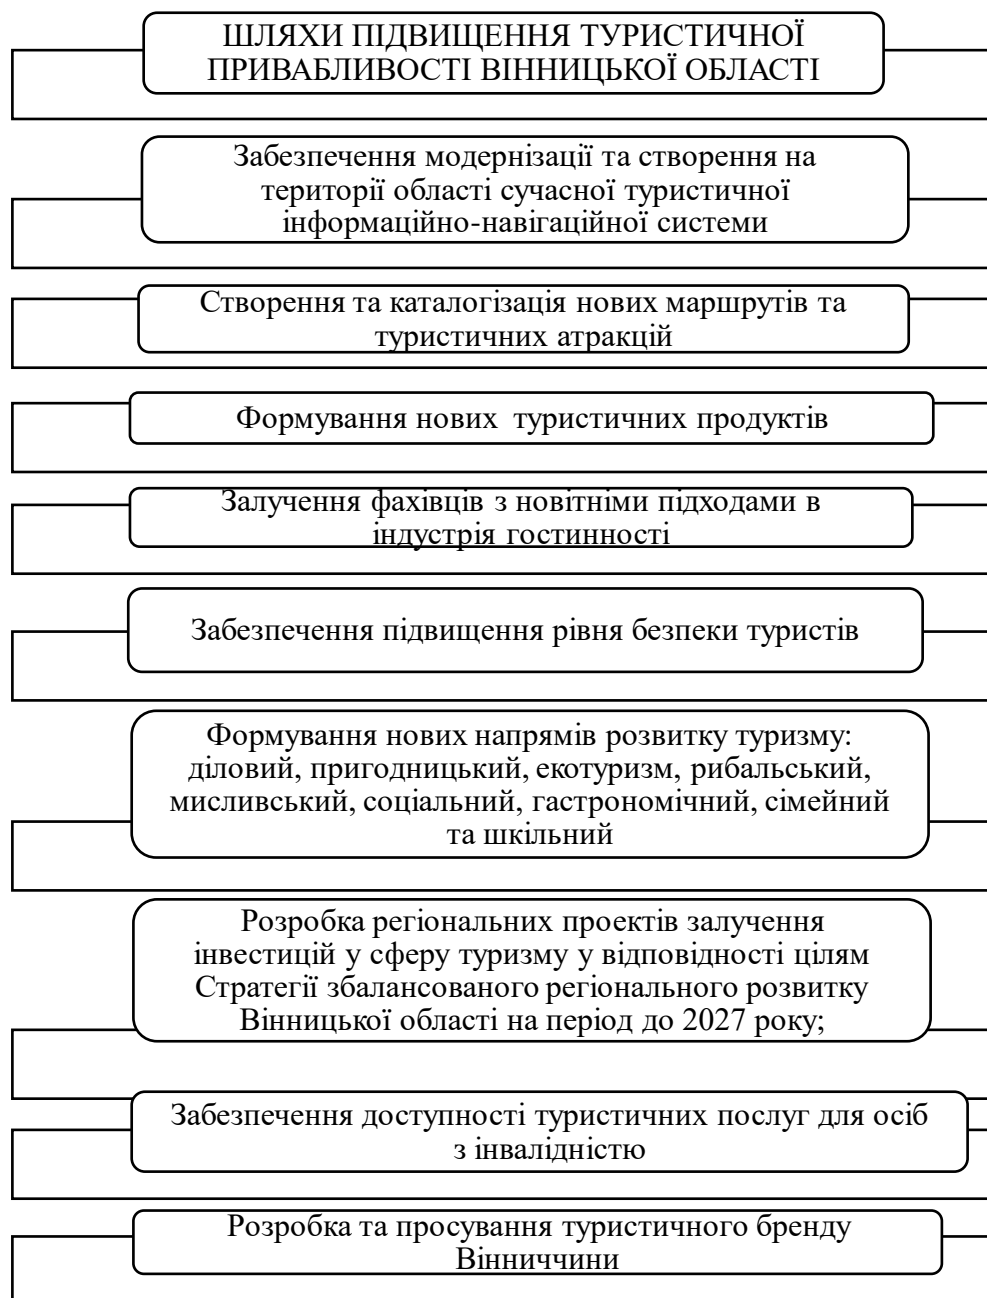 ШЛЯХИ ПІДВИЩЕННЯ ТУРИСТИЧНОЇ
ПРИВАБЛИВОСТІ ВІННИЦЬКОЇ ОБЛАСТІ
Забезпечення модернізації та створення на
території області сучасної туристичної
інформаційно-навігаційної системи
Створення та каталогізація нових маршрутів та
туристичних атракцій
Формування нових  туристичних продуктів
Залучення фахівців з новітніми підходами в
індустрія гостинності
Забезпечення підвищення рівня безпеки туристів
Формування нових напрямів розвитку туризму:
діловий, пригодницький, екотуризм, рибальський,
мисливський, соціальний, гастрономічний, сімейний
та шкільний
Розробка регіональних проектів залучення
інвестицій у сферу туризму у відповідності цілям
Стратегії збалансованого регіонального розвитку
Вінницької області на період до 2027 року;
Забезпечення доступності туристичних послуг для осіб
з інвалідністю
Розробка та просування туристичного бренду
Вінниччини